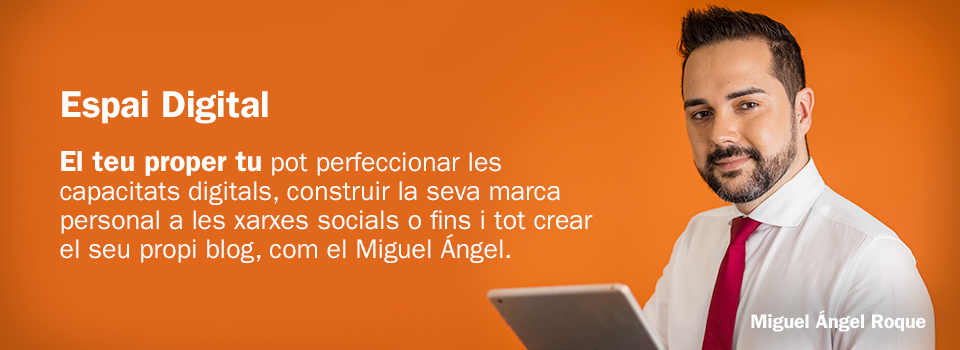 Espai Digital
El teu proper tu pot perfeccionar les
capacitats digitals, construir la seva marca
personal a les xarxes socials o fins i tot crear
el seu propi blog, com el Miguel Ángel.
Miguel Ángel Roque